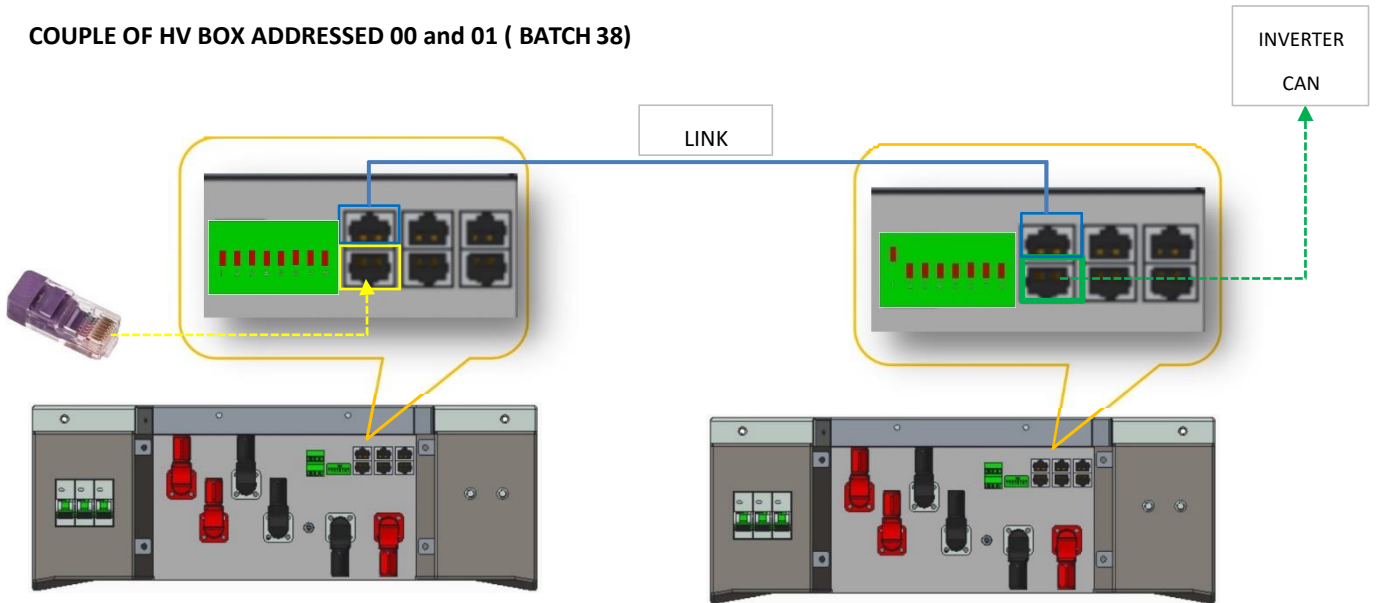 COUPLE OF HV BOX ADDRESSED 00 and 01 ( BATCH 38)
INVERTER
CAN
LINK